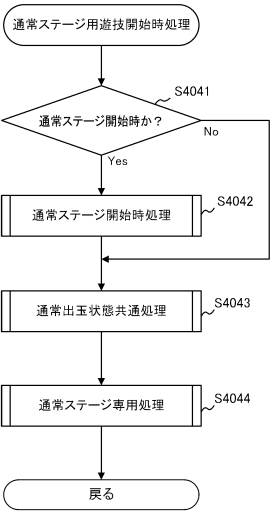 通常ステージ用遊技開始時処理
S4041
通常ステージ開始時か？
No
Yes
S4042
通常ステージ開始時処理
S4043
通常出玉状態共通処理
S4044
通常ステージ専用処理
戻る